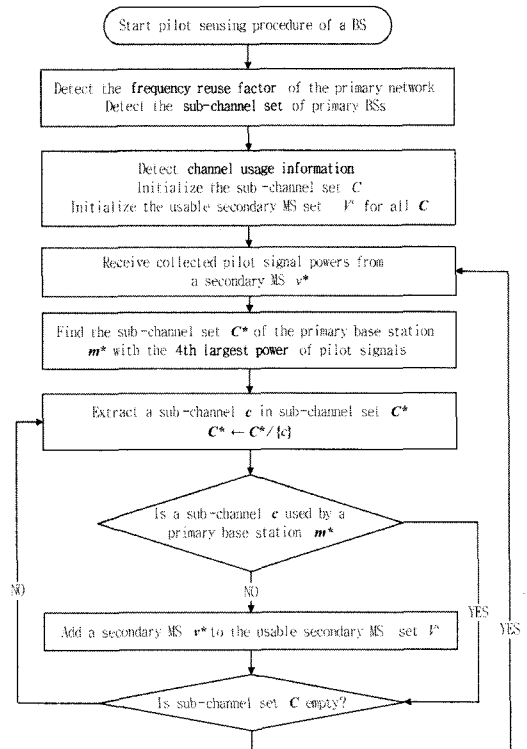 Start pilot sensing procedure of a BS
Detect the frequency reuse factor of the primary network
Detect the sub-channel set of primary BSs
Detect channel usage information
Initialize the sub-channel set C
Initialize the usable secondary MS set V for all C
Receive collected pilot signal powers from
a secondary MS v*
Find the sub-channel set C* of the primary base station
m* with the 4th largest power of pilot signals
Extract a sub-channel c in sub-channel set C*
C* ← C*/{c}
Is a sub-channel c used by a
primary base station m*
NO
NO
YES
YES
Add a secondary MS v* to the usable secondary MS set V
Is sub-channel set C empty?